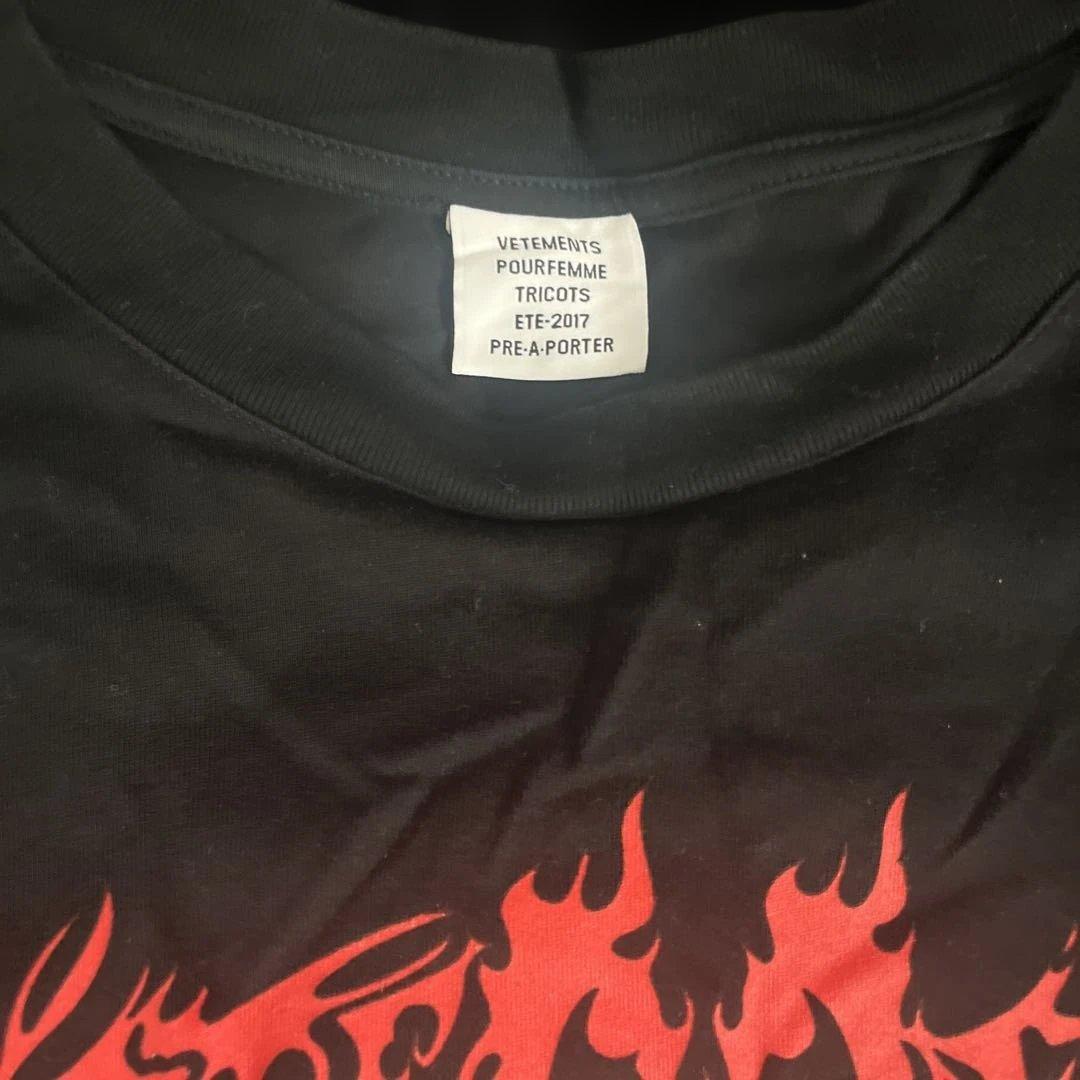 VETEMENTS
POURFEMME
TRICOTS
ETE-2017
PRE-A-PORTER